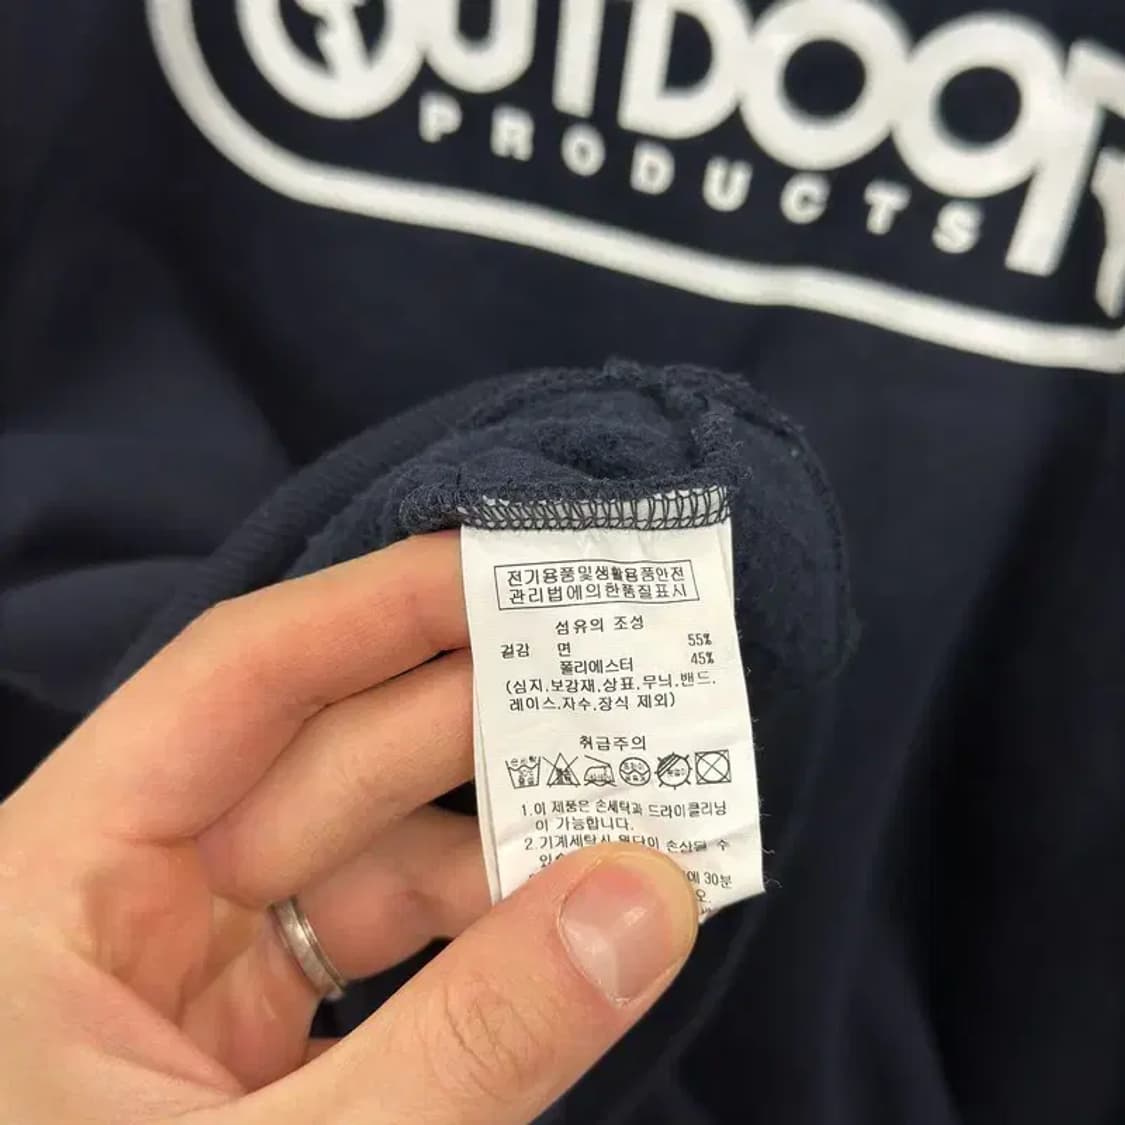 OUTDOOR
PRODUCTS
전기용품및생활용품안전
관리법에의한품질표시
섬유의 조성
겉감 면 55%
폴리에스터 45%
(심지,보강재,상표,무늬,밴드,
레이스,자수,장식 제외)
취급주의
1.이 제품은 손세탁과 드라이클리닝
이 가능합니다.
2.기계세탁시 원단이 손상될 수
에 30분
오.